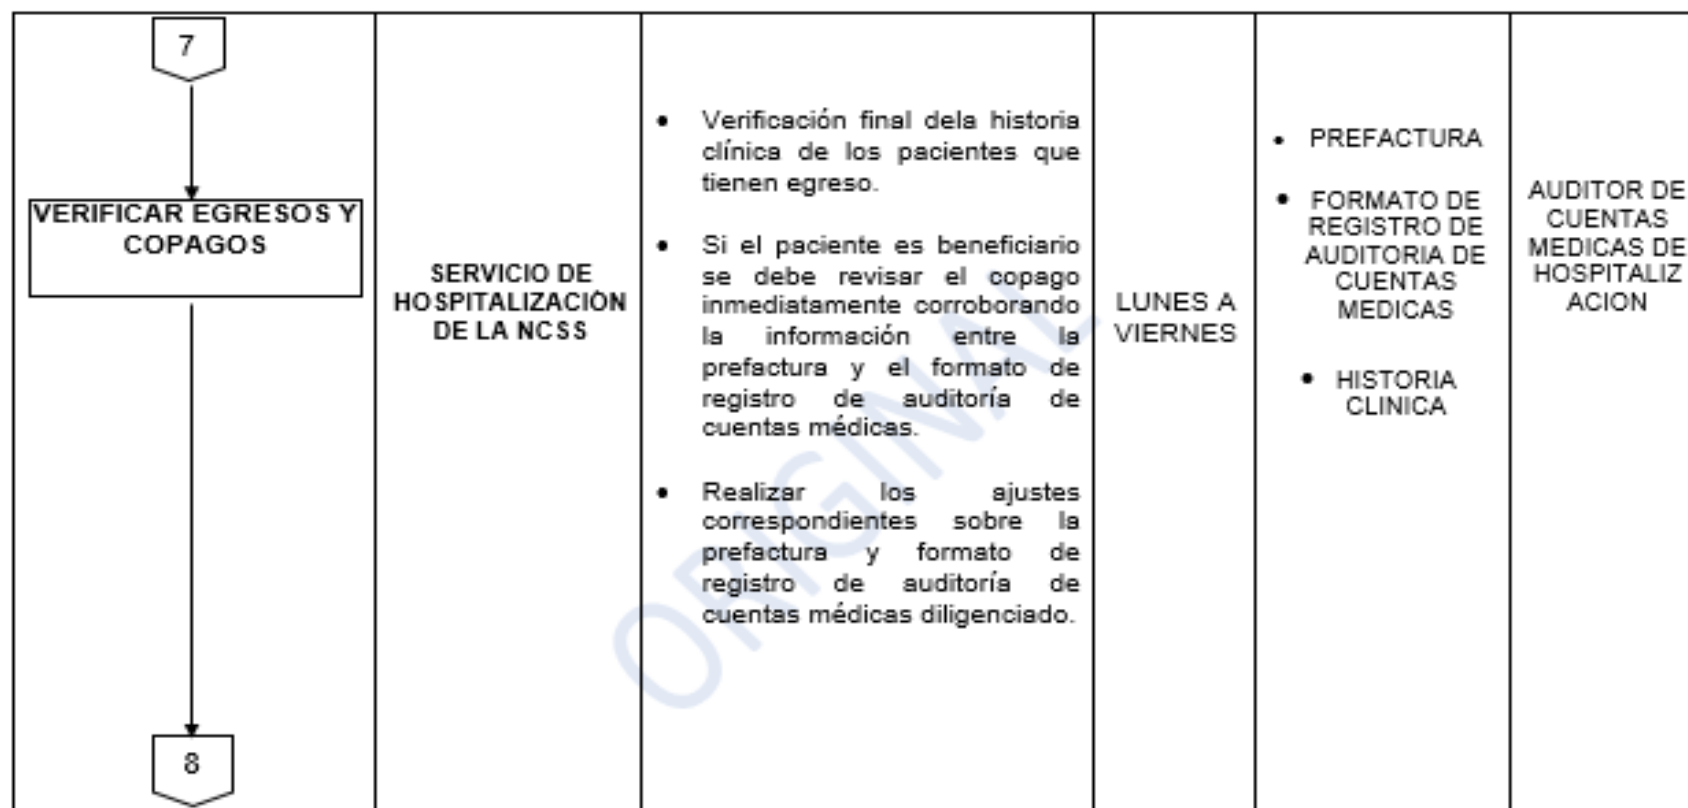 7
VERIFICAR EGRESOS Y
COPAGOS
8
SERVICIO DE
HOSPITALIZACIÓN
DE LA NCSS
• Verificación final dela historia
clínica de los pacientes que
tienen egreso.
• Si el paciente es beneficiario
se debe revisar el copago
inmediatamente corroborando
la información entre la
prefactura y el formato de
registro de auditoría de
cuentas médicas.
• Realizar los ajustes
correspondientes sobre la
prefactura y formato de
registro de auditoría de
cuentas médicas diligenciado.
LUNES A
VIERNES
• PREFACTURA
• FORMATO DE
REGISTRO DE
AUDITORIA DE
CUENTAS
MEDICAS
• HISTORIA
CLINICA
AUDITOR DE
CUENTAS
MEDICAS DE
HOSPITALIZ
ACION
ORIGINAL